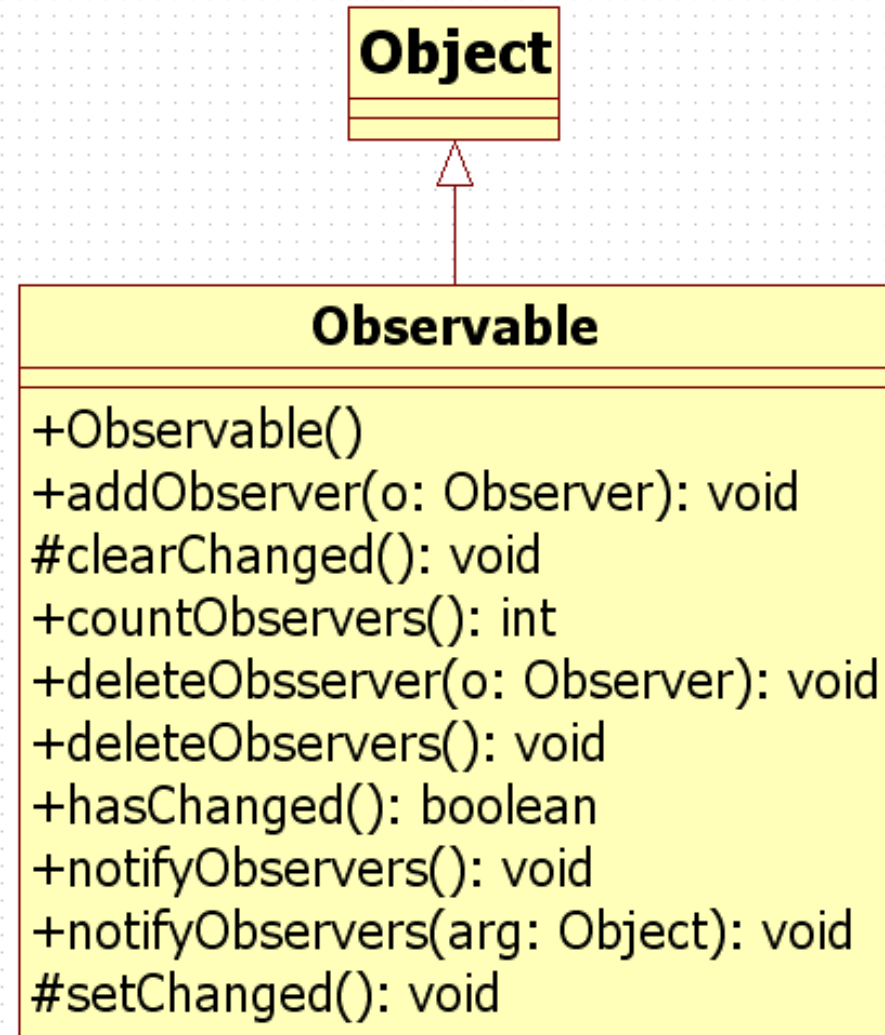 Object
Observable
+Observable()
+addObserver(o: Observer): void
#clearChanged(): void
+countObservers(): int
+deleteObsserver(o: Observer): void
+deleteObservers(): void
+hasChanged(): boolean
+notifyObservers(): void
+notifyObservers(arg: Object): void
#setChanged(): void